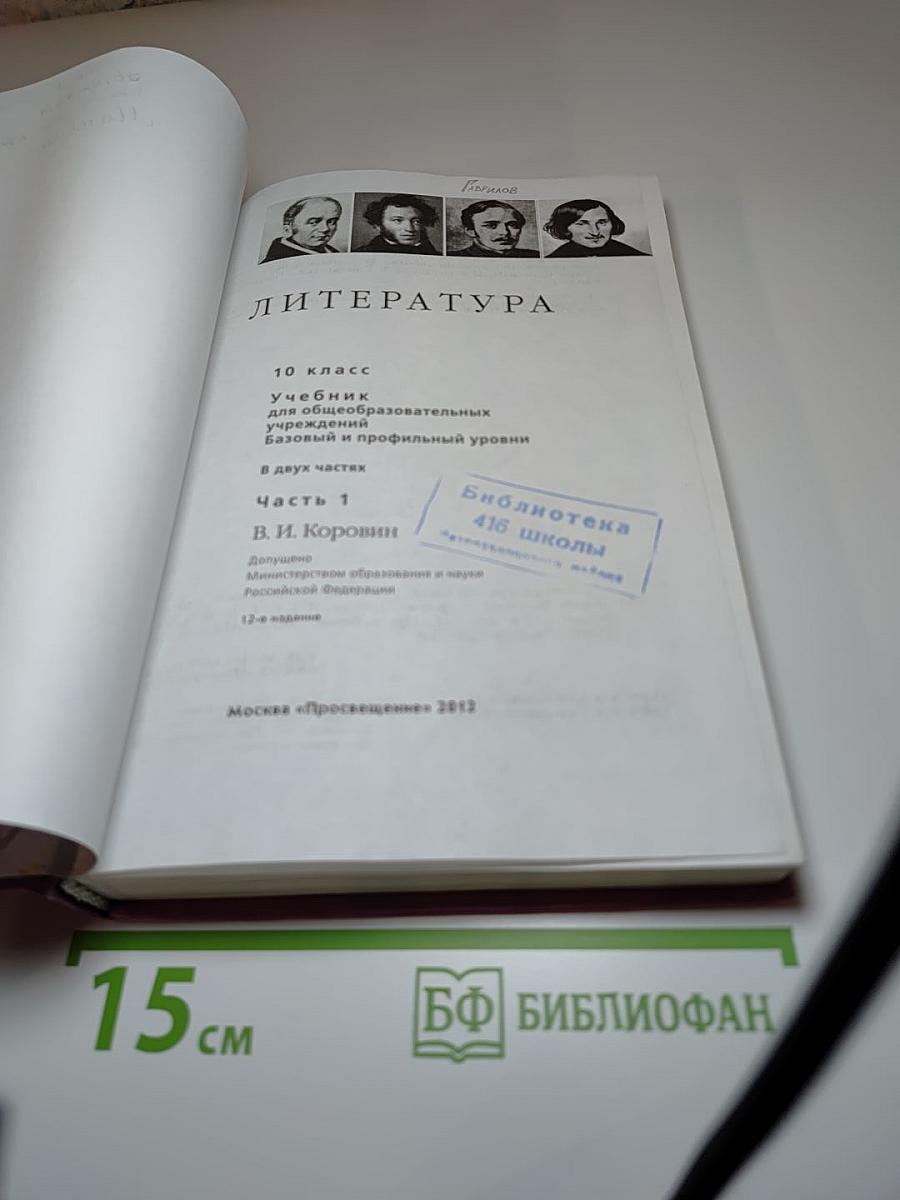 Гаврилов
ЛИТЕРАТУРА
10 класс
Учебник
для общеобразовательных
учреждений
Базовый и профильный уровни
В двух частях
Часть 1
В. И. Коровин
Допущено
Министерством образования и науки
Российской Федерации
12-е издание
Москва «Просвещение» 2012
Библиотека
416 школы
15 см
БФ БИБЛИОФАН